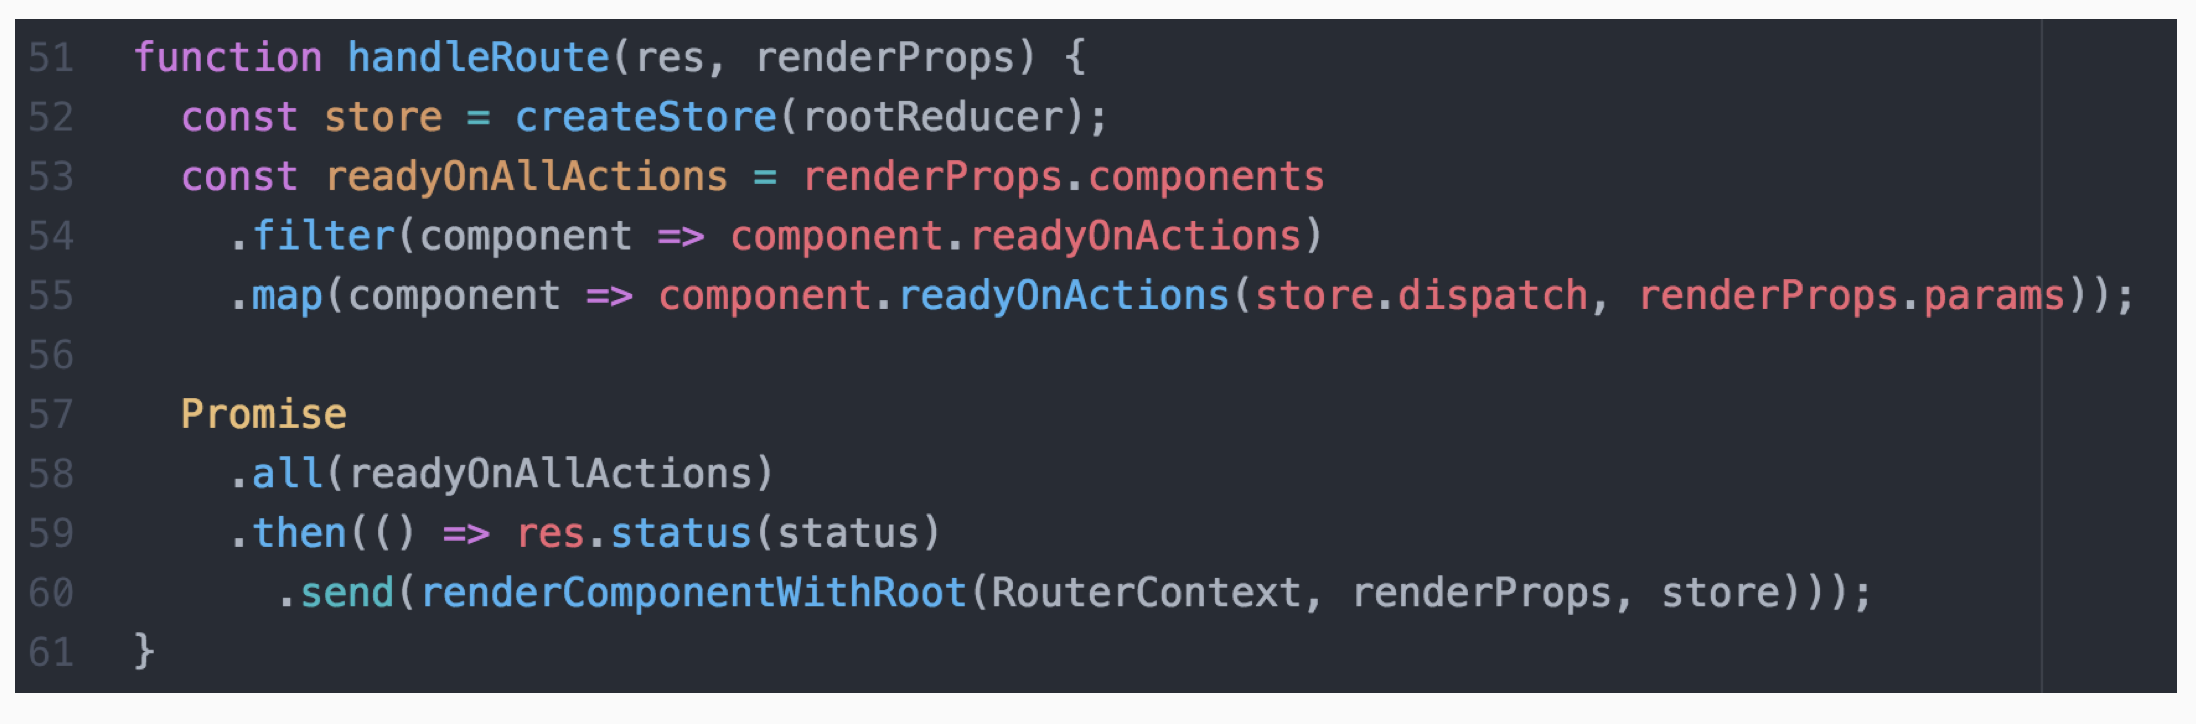 51 function handleRoute(res, renderProps) {
52 const store = createStore(rootReducer);
53 const readyOnAllActions = renderProps.components
54 .filter(component => component.readyOnActions)
55 .map(component => component.readyOnActions(store.dispatch, renderProps.params));
56
57 Promise
58 .all(readyOnAllActions)
59 .then(() => res.status(status)
60 .send(renderComponentWithRoot(RouterContext, renderProps, store)));
61 }